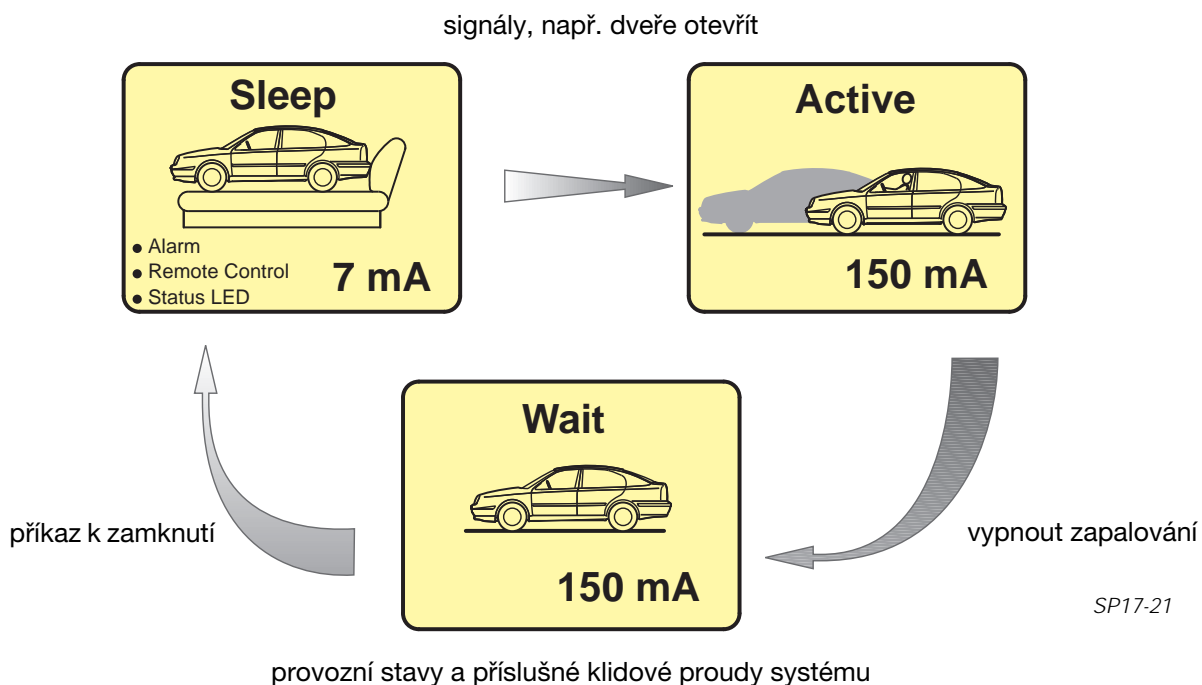 signály, např. dveře otevřít
Sleep
• Alarm
• Remote Control
• Status LED
7 mA
Active
150 mA
Wait
150 mA
příkaz k zamknutí
vypnout zapalování
SP17-21
provozní stavy a příslušné klidové proudy systému